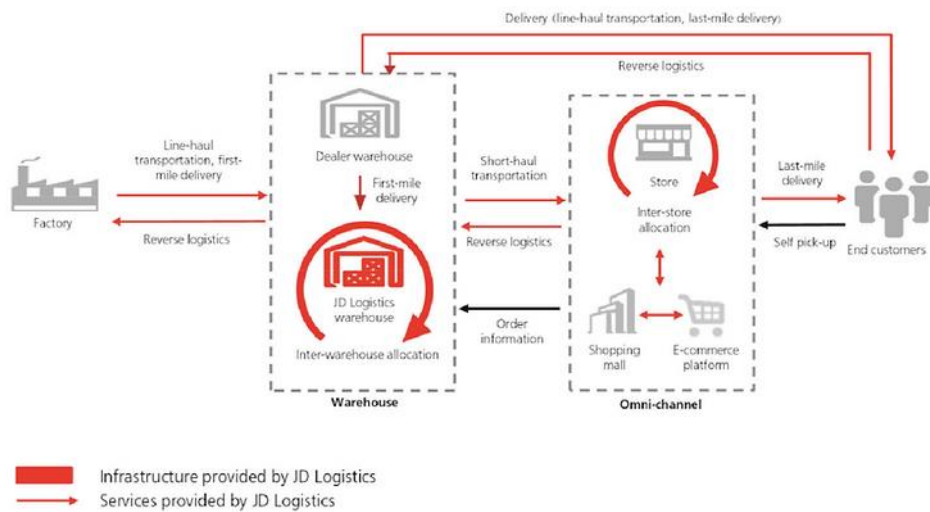 Delivery (line-haul transportation, last-mile delivery)
Reverse logistics
Line-haul
transportation, first-
mile delivery
Factory
Reverse logistics
Dealer warehouse
First-mile
delivery
JD Logistics
warehouse
Inter-warehouse allocation
Warehouse
Short-haul
transportation
Reverse logistics
Order
information
Store
Inter-store
allocation
Shopping
mall
E-commerce
platform
Omni-channel
Last-mile
delivery
Self pick-up
End customers
Infrastructure provided by JD Logistics
Services provided by JD Logistics